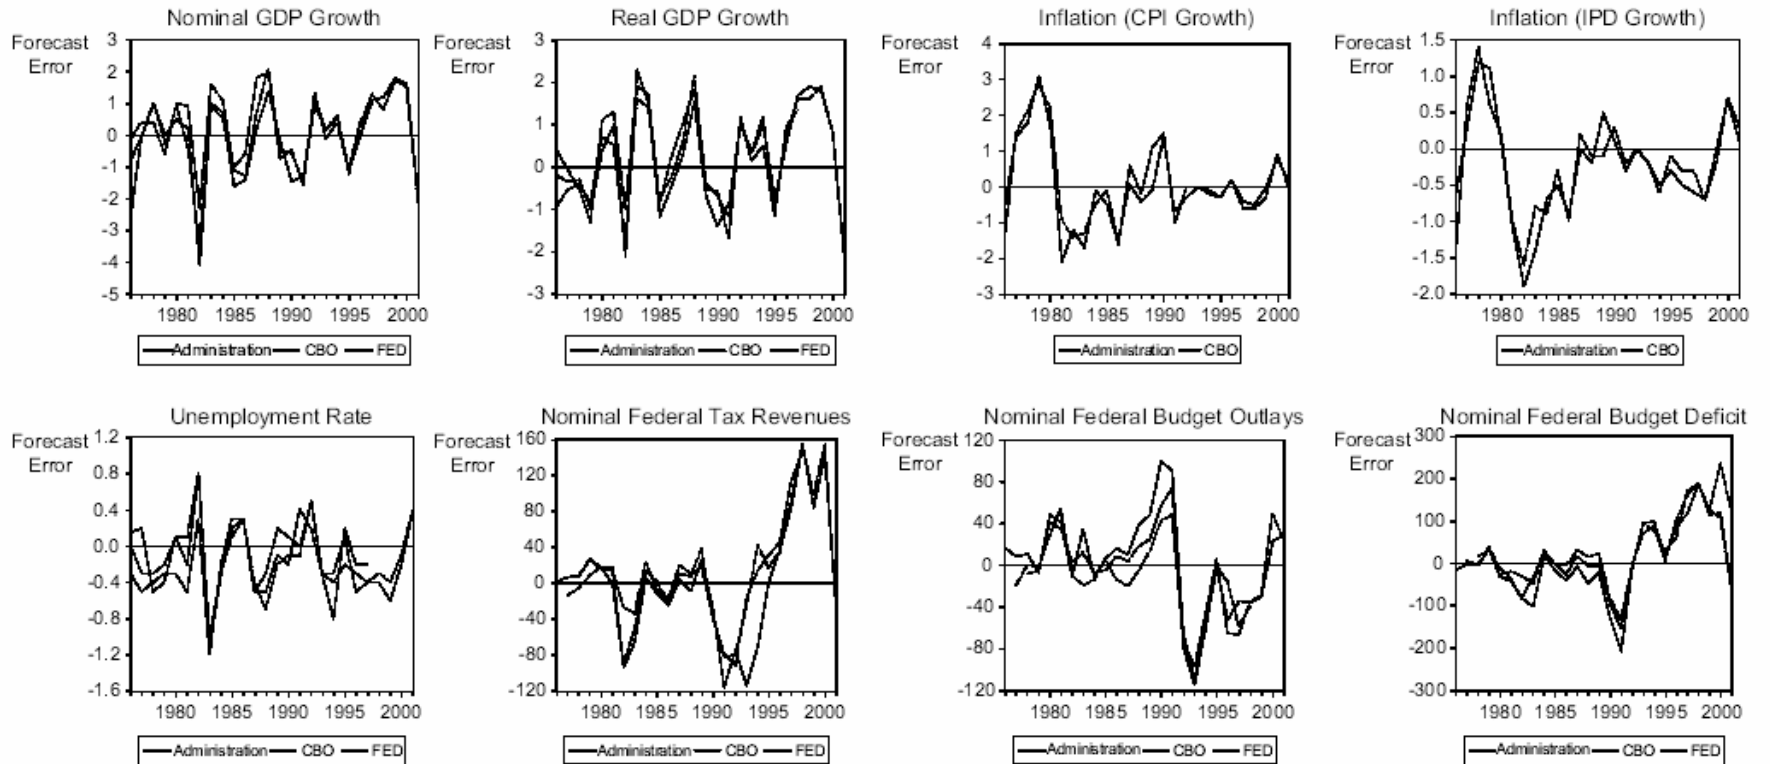 Nominal GDP Growth
Forecast
Error
3
2
1
0
-1
-2
-3
-4
-5
1980 1985 1990 1995 2000
Administration CBO FED
Real GDP Growth
Forecast
Error
3
2
1
0
-1
-2
-3
1980 1985 1990 1995 2000
Administration CBO FED
Inflation (CPI Growth)
Forecast
Error
4
3
2
1
0
-1
-2
-3
1980 1985 1990 1995 2000
Administration CBO
Inflation (IPD Growth)
Forecast
Error
1.5
1.0
0.5
0.0
-0.5
-1.0
-1.5
-2.0
1980 1985 1990 1995 2000
Administration CBO
Unemployment Rate
Forecast
Error
1.2
0.8
0.4
0.0
-0.4
-0.8
-1.2
-1.6
1980 1985 1990 1995 2000
Administration CBO FED
Nominal Federal Tax Revenues
Forecast
Error
160
120
80
40
0
-40
-80
-120
1980 1985 1990 1995 2000
Administration CBO FED
Nominal Federal Budget Outlays
Forecast
Error
120
80
40
0
-40
-80
-120
1980 1985 1990 1995 2000
Administration CBO FED
Nominal Federal Budget Deficit
Forecast
Error
300
200
100
0
-100
-200
-300
1980 1985 1990 1995 2000
Administration CBO FED